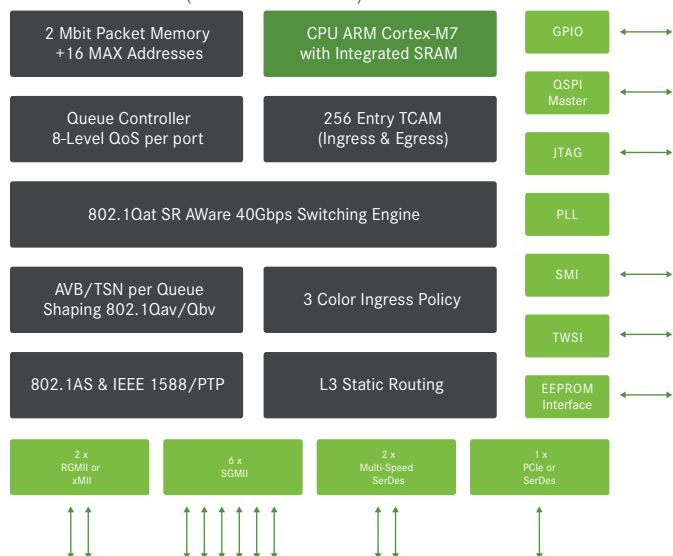 2 Mbit Packet Memory
+16 MAX Addresses
CPU ARM Cortex-M7
with Integrated SRAM
GPIO
QSPI
Master
Queue Controller
8-Level QoS per port
256 Entry TCAM
(Ingress & Egress)
JTAG
802.1Qat SR AWare 40Gbps Switching Engine
PLL
AVB/TSN per Queue
Shaping 802.1Qav/Qbv
3 Color Ingress Policy
SMI
TWSI
802.1AS & IEEE 1588/PTP
L3 Static Routing
EEPROM
Interface
2 x
RGMII or
xMII
6 x
SGMII
2 x
Multi-Speed
SerDes
1 x
PCIe or
SerDes